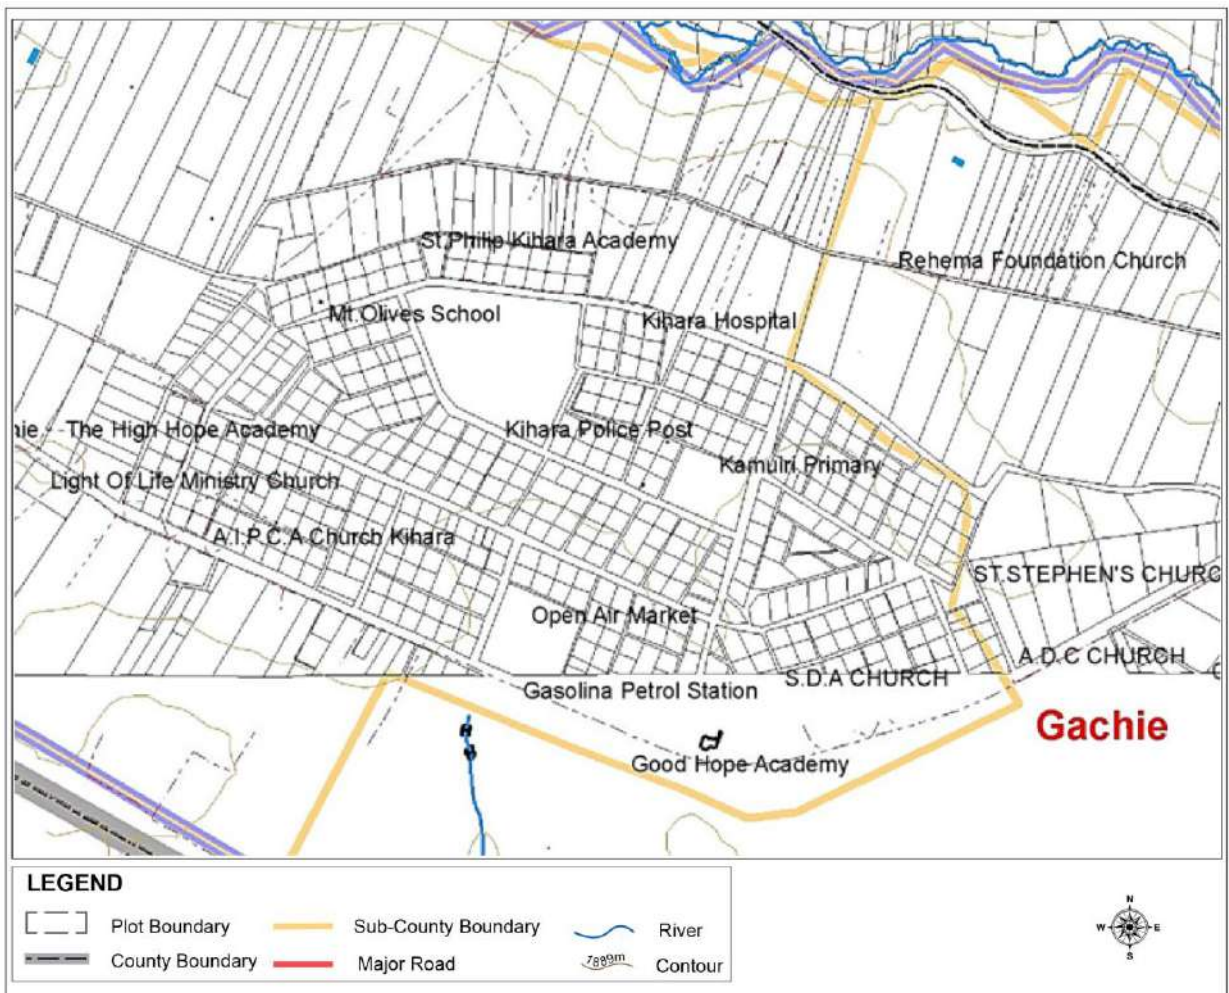 St.Philip Kihara Academy
Rehema Foundation Church
Mt.Olives School
Kihara Hospital
The High Hope Academy
Kihara Police Post
Kamuiri Primary
Light Of Life Ministry Church
A.I.P.C.A Church Kihara
ST.STEPHEN'S CHURC
Open Air Market
A.D.C CHURCH
S.D.A CHURCH
Gasolina Petrol Station
Gachie
Good Hope Academy
LEGEND
Plot Boundary
Sub-County Boundary
River
County Boundary
Major Road
1889m
Contour
N
W
E
S